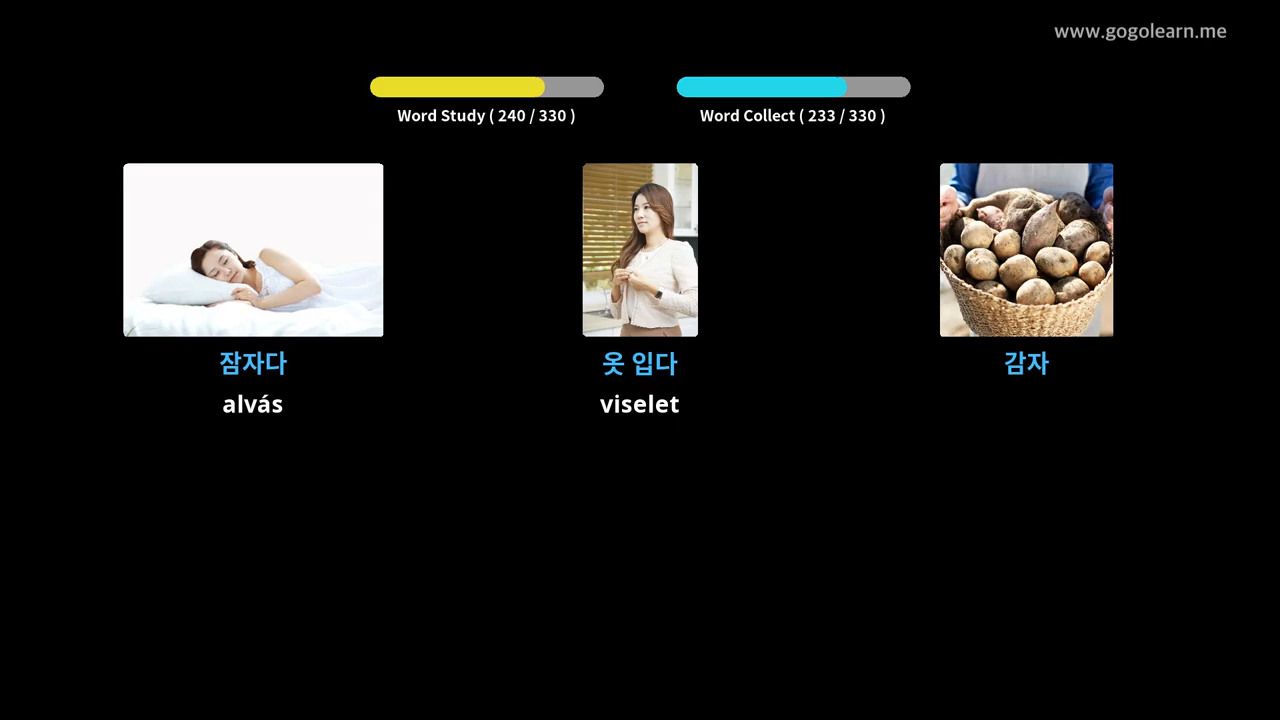 www.gogolearn.me
Word Study ( 240 / 330 )
Word Collect ( 233 / 330 )
잠자다
옷 입다
감자
alvás
viselet